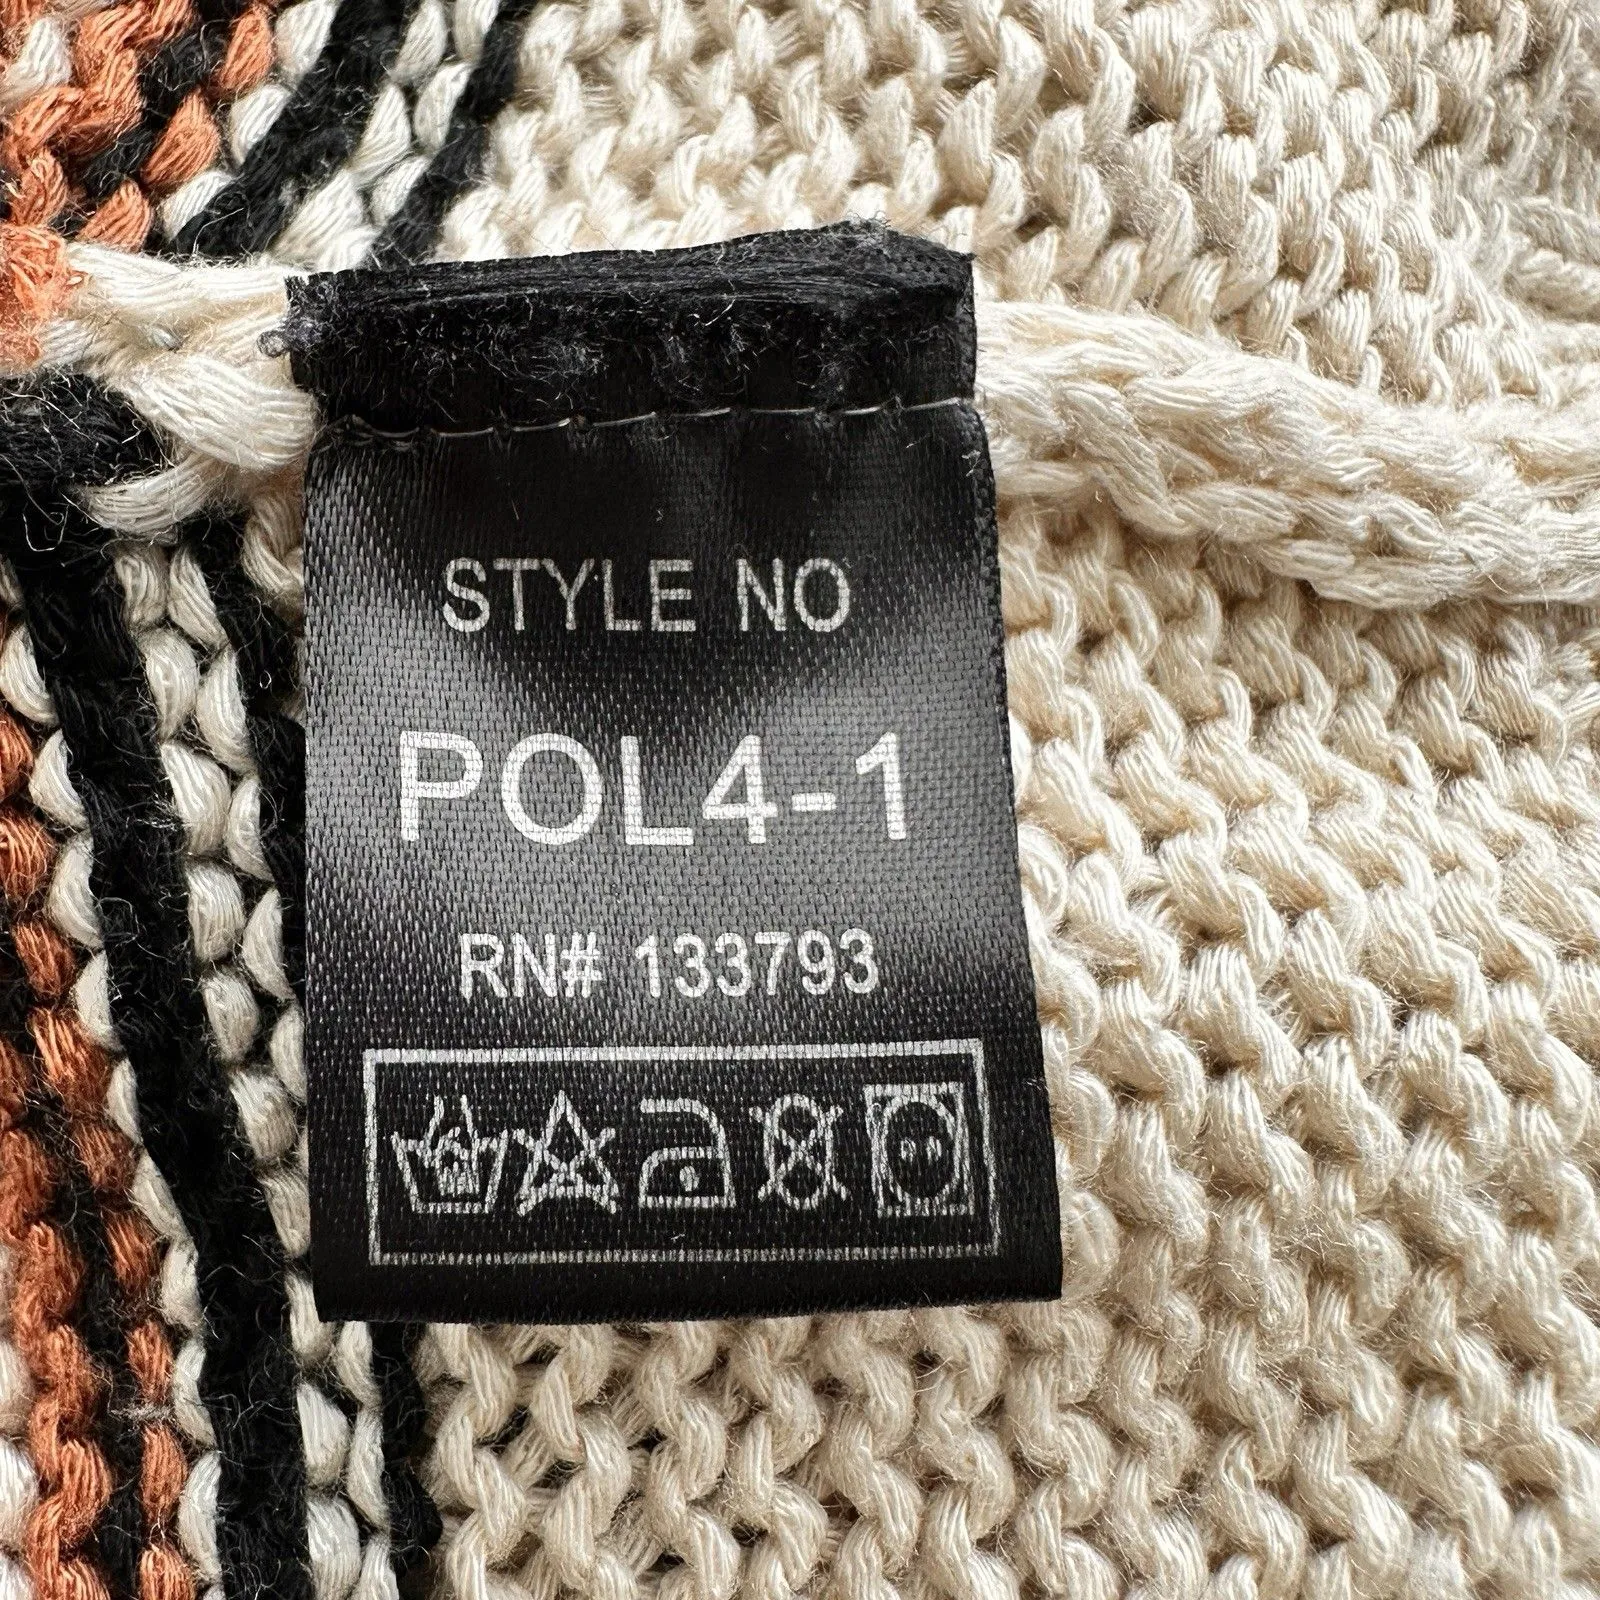 STYLE NO
POL4-1
RN# 133793